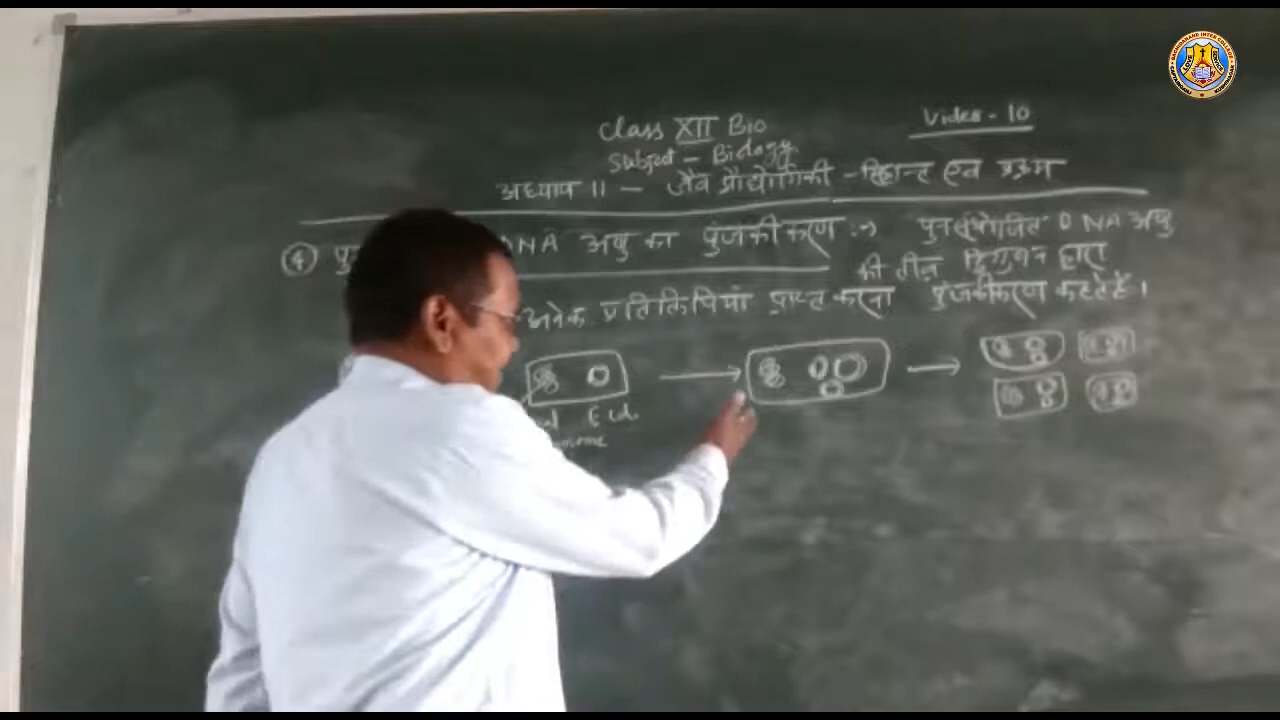 Class XII Bio
Video - 10
Subject - Biology
अध्याय 11 - जैव प्रौद्योगिकी - सिद्धान्त एवं प्रक्रम
④ DNA अणु का पुंजकीकरण :→ पुनर्संयोजित DNA अणु
की तीव्र द्विगुणन द्वारा
अनेक प्रतिलिपियां प्राप्त करना पुंजकीकरण कहते हैं।